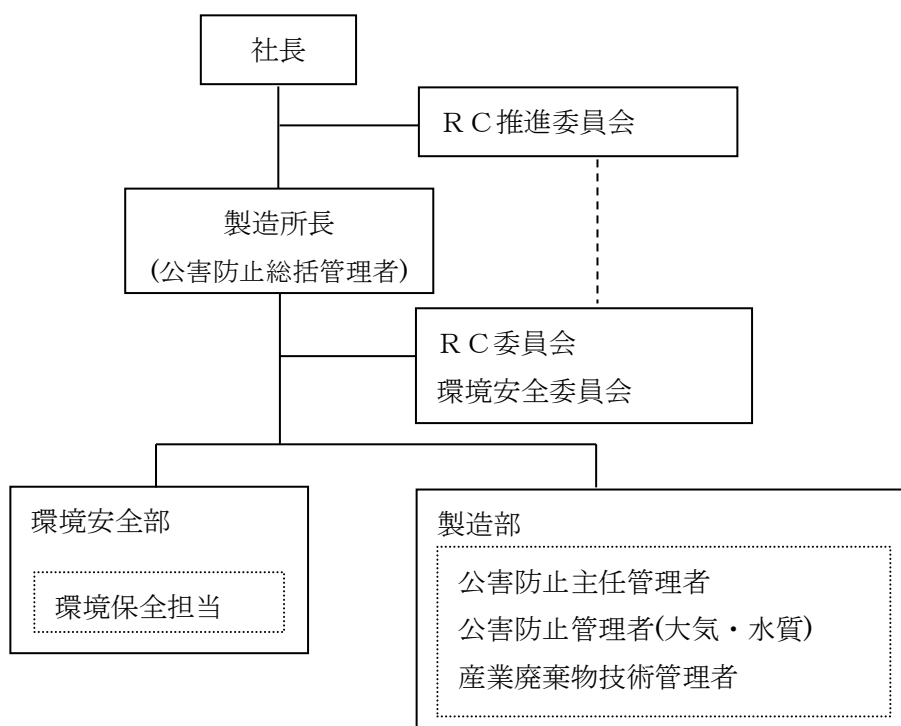 社長
ＲＣ推進委員会
製造所長
(公害防止総括管理者)
ＲＣ委員会
環境安全委員会
環境安全部
環境保全担当
製造部
公害防止主任管理者
公害防止管理者(大気・水質)
産業廃棄物技術管理者